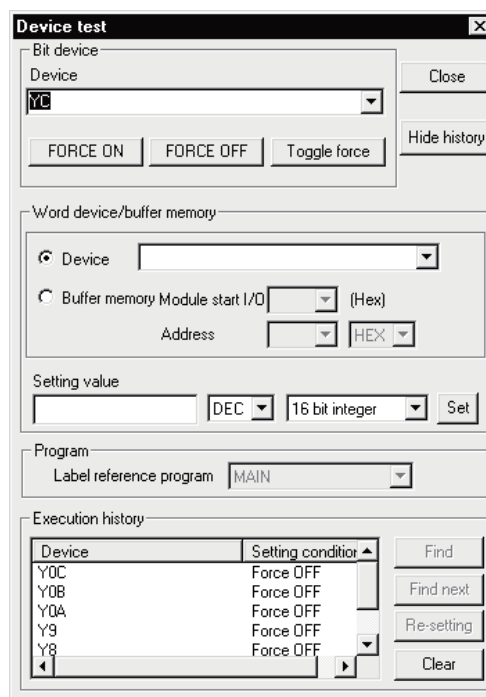 Device test
Bit device
Device
YC
Close
FORCE ON FORCE OFF Toggle force
Hide history
Word device/buffer memory
Device
Buffer memory Module start I/O (Hex)
Address HEX
Setting value
DEC 16 bit integer Set
Program
Label reference program MAIN
Execution history
Device Setting condition
Y0C Force OFF
Y0B Force OFF
Y0A Force OFF
Y9 Force OFF
Y8 Force OFF
Find
Find next
Re-setting
Clear